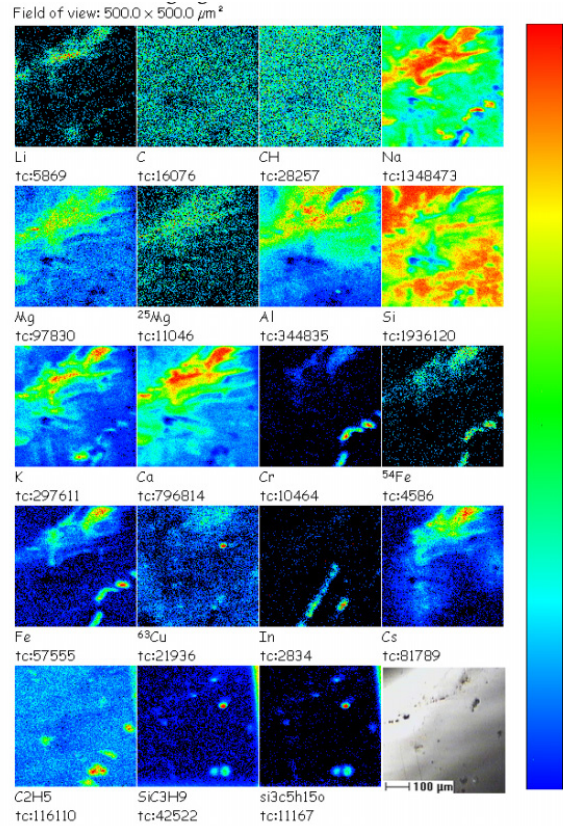 Field of view: 500.0 × 500.0 µm²
Li C CH Na
tc:5869 tc:16076 tc:28257 tc:1348473
Mg ²⁵Mg Al Si
tc:97830 tc:11046 tc:344835 tc:1936120
K Ca Cr ⁵⁴Fe
tc:297611 tc:796814 tc:10464 tc:4586
Fe ⁶³Cu In Cs
tc:57555 tc:21936 tc:2834 tc:81789
100 µm
C2H5 SiC3H9 si3c5h15o
tc:116110 tc:42522 tc:11167